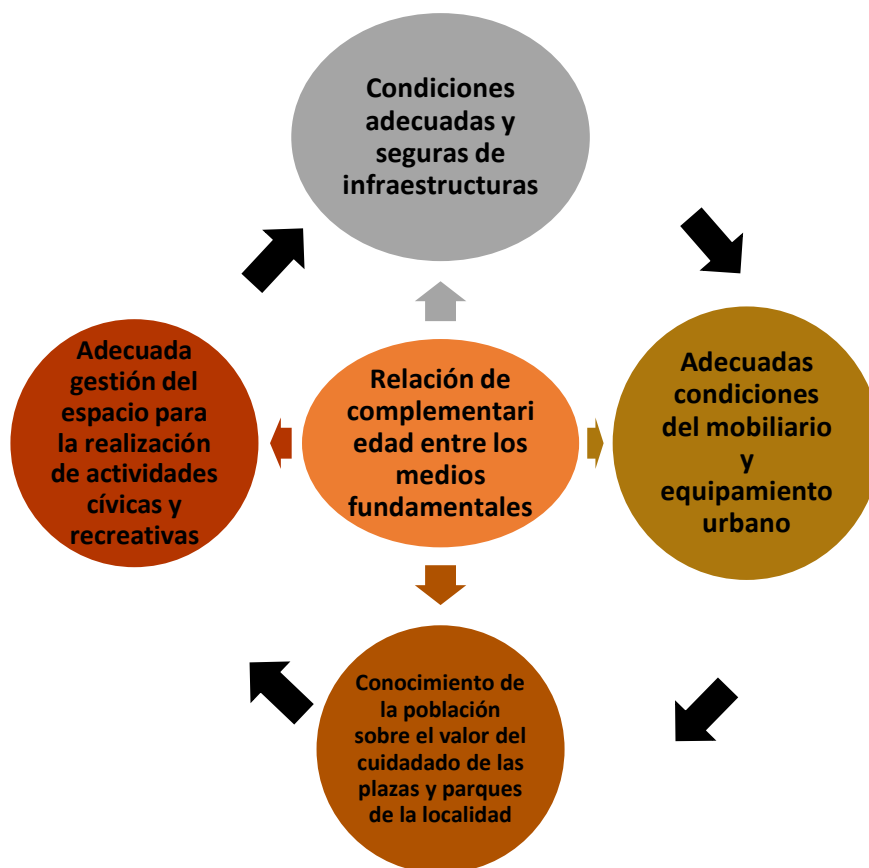 Condiciones
adecuadas y
seguras de
infraestructuras
Adecuada
gestión del
espacio para
la realización
de actividades
cívicas y
recreativas
Relación de
complementari
edad entre los
medios
fundamentales
Adecuadas
condiciones
del mobiliario
y
equipamiento
urbano
Conocimiento de
la población
sobre el valor del
cuidadado de las
plazas y parques
de la localidad